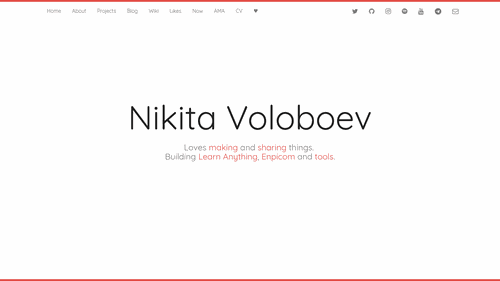 Home About Projects Blog Wiki Likes Now AMA CV ♥
Nikita Voloboev
Loves making and sharing things.
Building Learn Anything, Enpicom and tools.